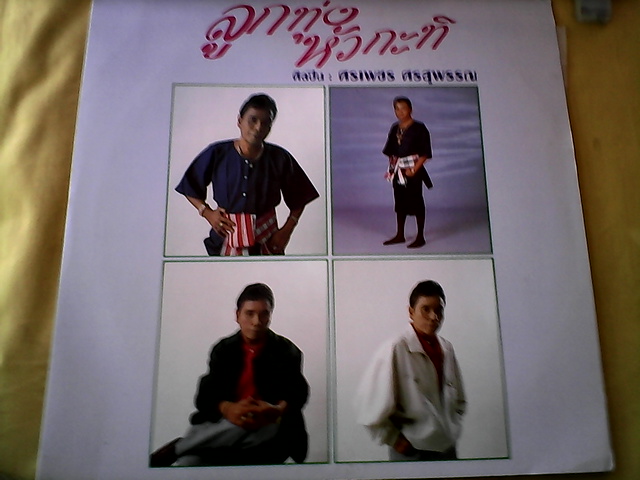 ลูกทุ่ง
หัวกะทิ
ศิลปิน : ศรเพชร ศรสุพรรณ